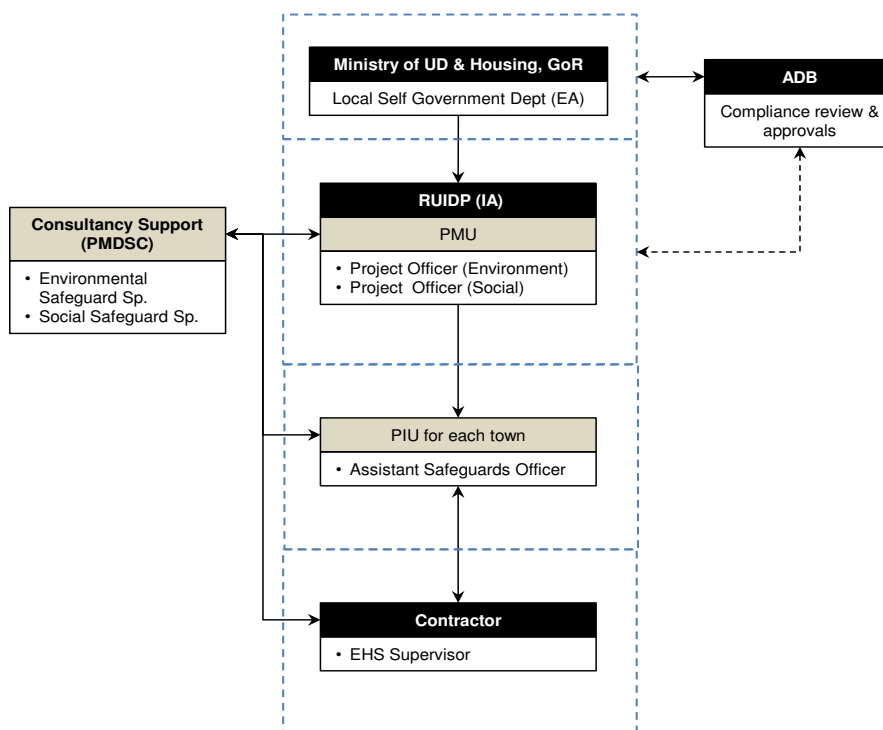 Ministry of UD & Housing, GoR
Local Self Government Dept (EA)
ADB
Compliance review &
approvals
RUIDP (IA)
PMU
• Project Officer (Environment)
• Project Officer (Social)
Consultancy Support
(PMDSC)
• Environmental
Safeguard Sp.
• Social Safeguard Sp.
PIU for each town
• Assistant Safeguards Officer
Contractor
• EHS Supervisor